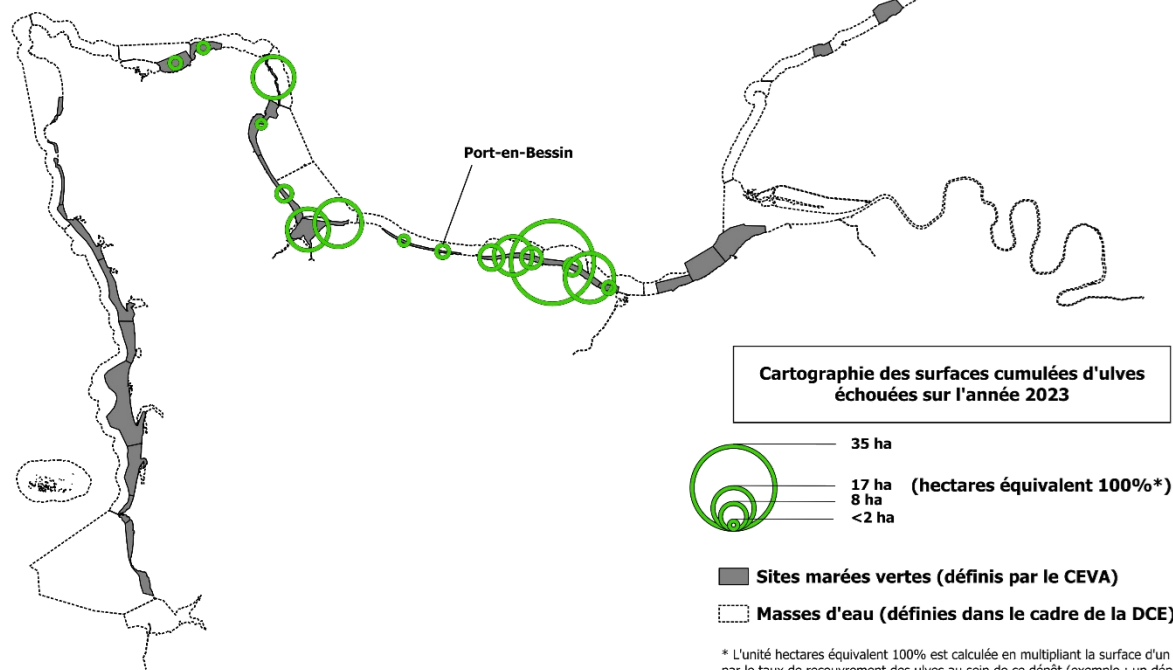 Port-en-Bessin
Cartographie des surfaces cumulées d'ulves
échouées sur l'année 2023
35 ha
17 ha (hectares équivalent 100%*)
8 ha
<2 ha
Sites marées vertes (définis par le CEVA)
Masses d'eau (définies dans le cadre de la DCE)
* L'unité hectares équivalent 100% est calculée en multipliant la surface d'un
par le taux de recouvrement des ulves au sein de ce dépôt (exemple : un dép